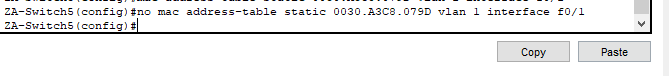 ZA-Switch5(config)#no mac address-table static 0030.A3C8.079D vlan 1 interface f0/1
ZA-Switch5(config)#
Copy
Paste